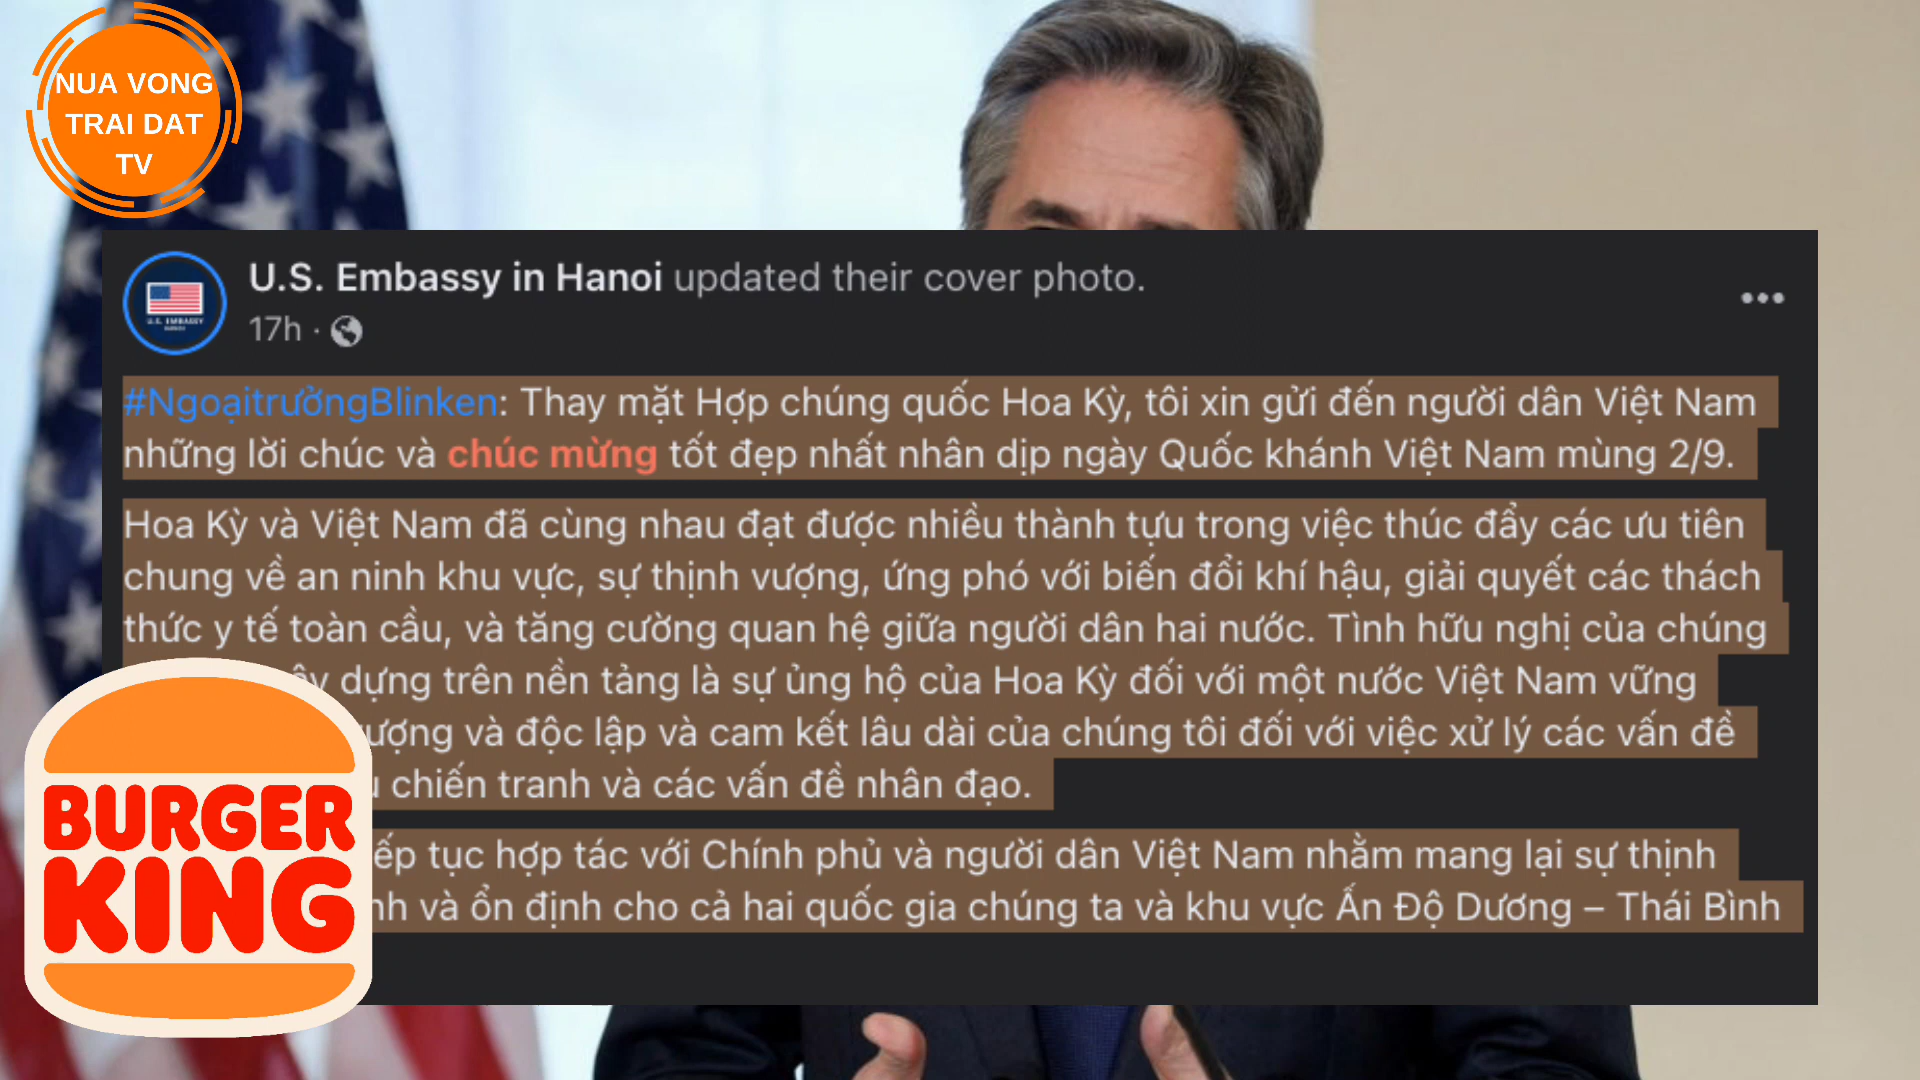 NUA VONG
TRAI DAT
TV
U.S. Embassy in Hanoi updated their cover photo.
17h ·
U.S. EMBASSY
HANOI
#NgoạitrưởngBlinken: Thay mặt Hợp chúng quốc Hoa Kỳ, tôi xin gửi đến người dân Việt Nam
những lời chúc và chúc mừng tốt đẹp nhất nhân dịp ngày Quốc khánh Việt Nam mùng 2/9.
Hoa Kỳ và Việt Nam đã cùng nhau đạt được nhiều thành tựu trong việc thúc đẩy các ưu tiên
chung về an ninh khu vực, sự thịnh vượng, ứng phó với biến đổi khí hậu, giải quyết các thách
thức y tế toàn cầu, và tăng cường quan hệ giữa người dân hai nước. Tình hữu nghị của chúng
dựng trên nền tảng là sự ủng hộ của Hoa Kỳ đối với một nước Việt Nam vững
và độc lập và cam kết lâu dài của chúng tôi đối với việc xử lý các vấn đề
chiến tranh và các vấn đề nhân đạo.
tục hợp tác với Chính phủ và người dân Việt Nam nhằm mang lại sự thịnh
và ổn định cho cả hai quốc gia chúng ta và khu vực Ấn Độ Dương – Thái Bình
BURGER
KING